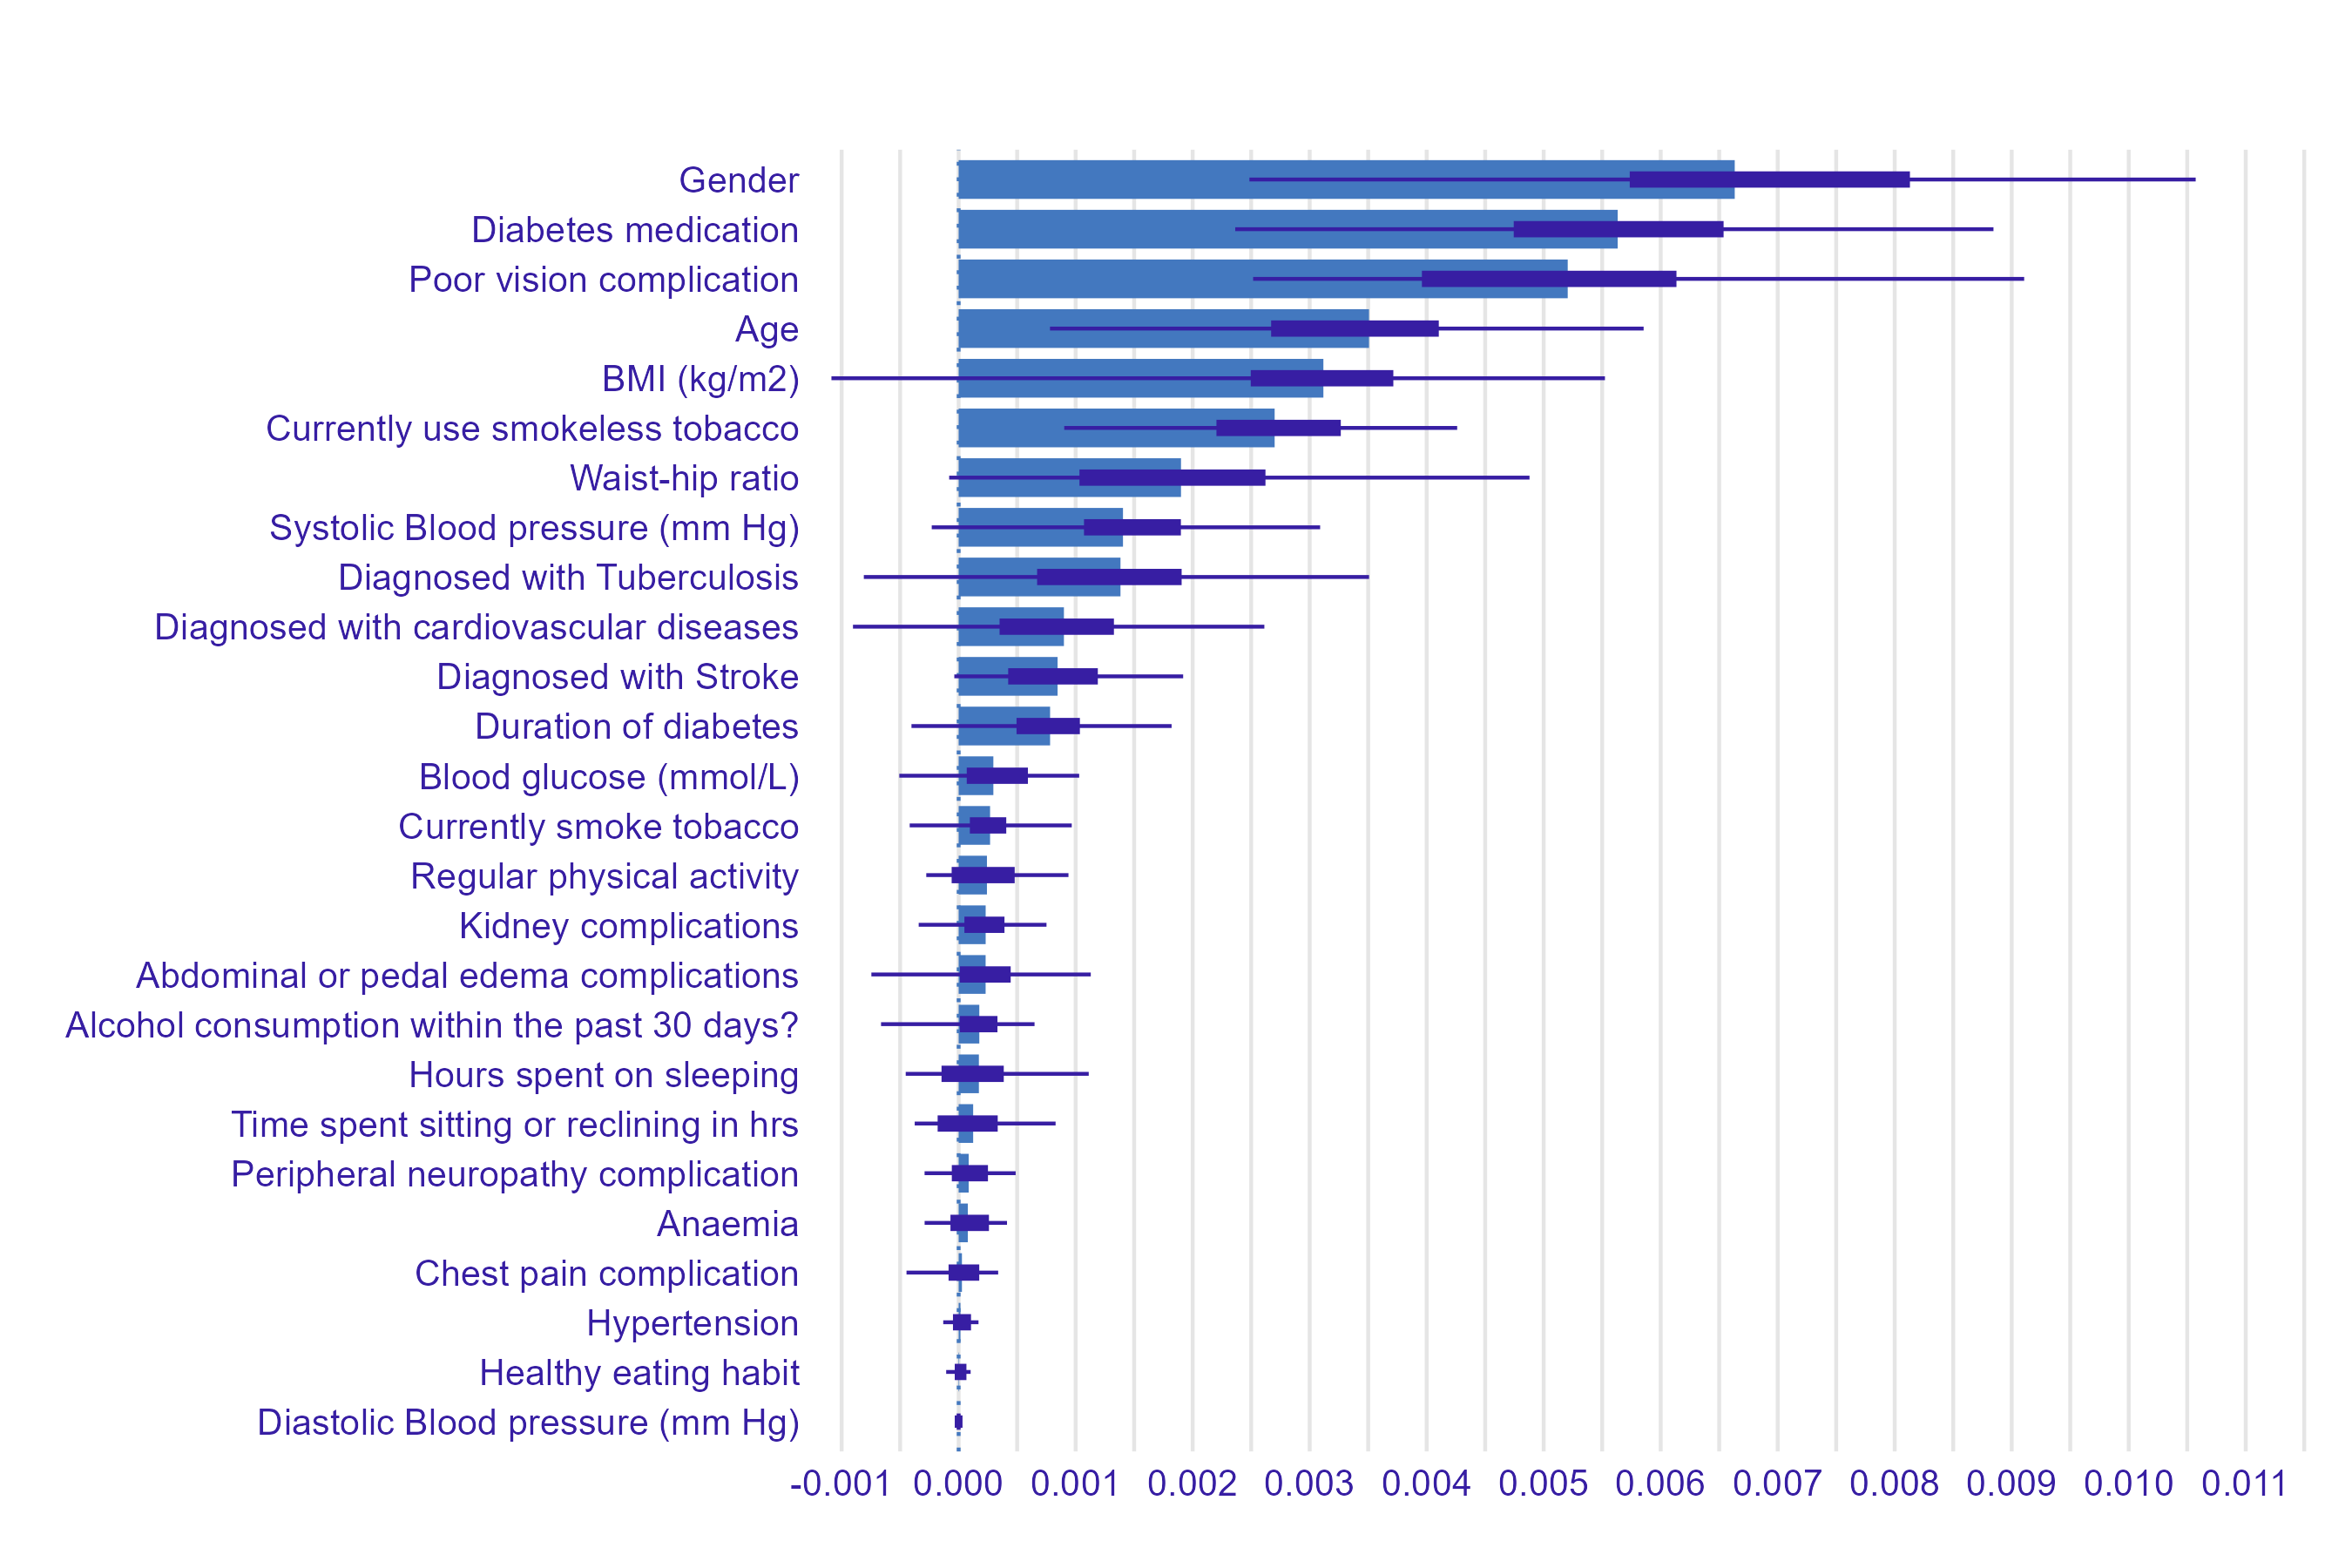 Gender
Diabetes medication
Poor vision complication
Age
BMI (kg/m2)
Currently use smokeless tobacco
Waist-hip ratio
Systolic Blood pressure (mm Hg)
Diagnosed with Tuberculosis
Diagnosed with cardiovascular diseases
Diagnosed with Stroke
Duration of diabetes
Blood glucose (mmol/L)
Currently smoke tobacco
Regular physical activity
Kidney complications
Abdominal or pedal edema complications
Alcohol consumption within the past 30 days?
Hours spent on sleeping
Time spent sitting or reclining in hrs
Peripheral neuropathy complication
Anaemia
Chest pain complication
Hypertension
Healthy eating habit
Diastolic Blood pressure (mm Hg)
-0.001 0.000 0.001 0.002 0.003 0.004 0.005 0.006 0.007 0.008 0.009 0.010 0.011